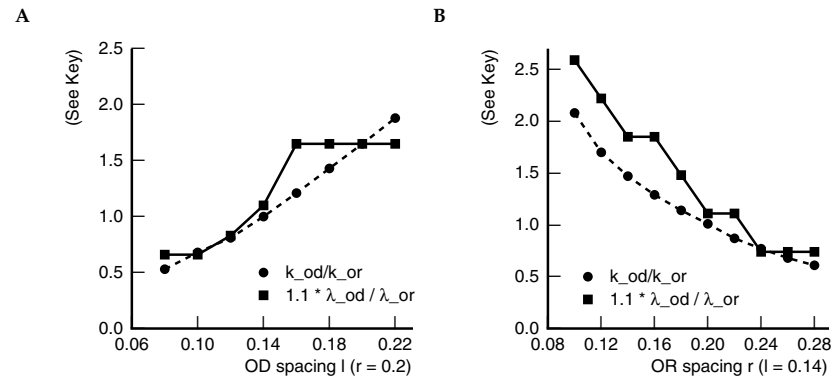 A
(See Key)
2.5
2.0
1.5
1.0
0.5
0.0
0.06
0.10
0.14
0.18
0.22
k_od/k_or
1.1 * λ_od / λ_or
OD spacing l (r = 0.2)
B
(See Key)
2.5
2.0
1.5
1.0
0.5
0.0
0.08
0.12
0.16
0.20
0.24
0.28
k_od/k_or
1.1 * λ_od / λ_or
OR spacing r (l = 0.14)